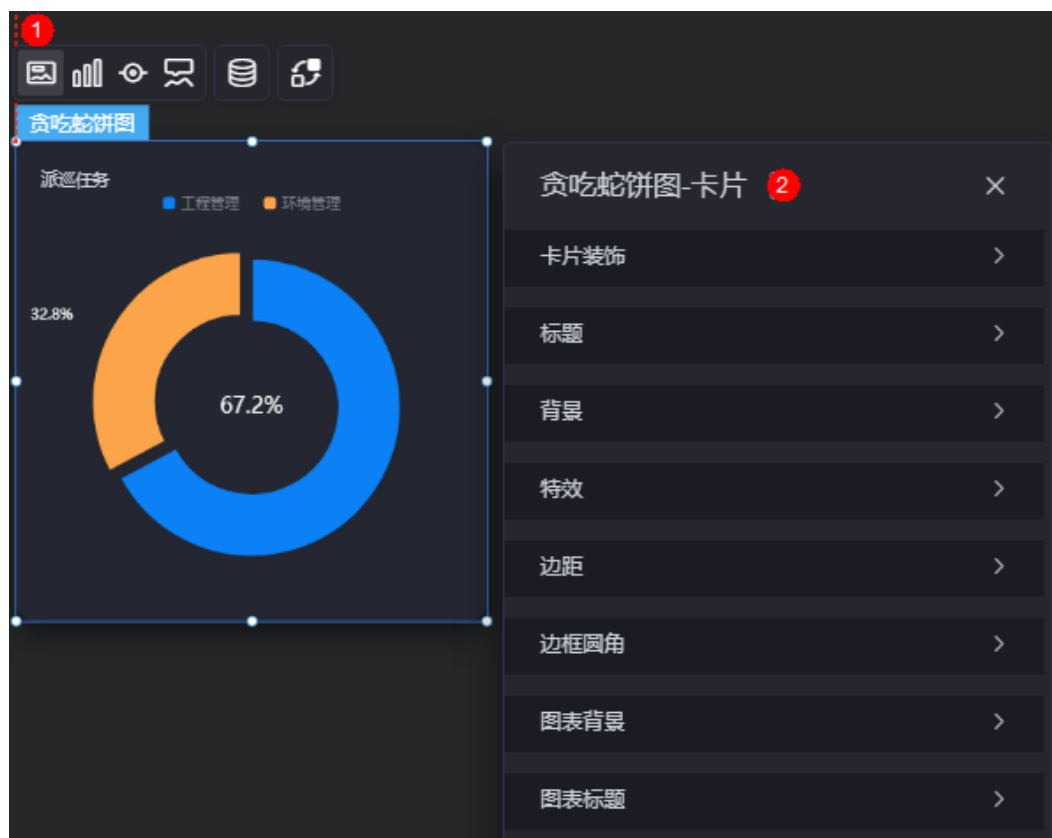 1
贪吃蛇饼图
派巡任务
工程管理 环境管理
32.8%
67.2%
贪吃蛇饼图-卡片 2
卡片装饰
标题
背景
特效
边距
边框圆角
图表背景
图表标题